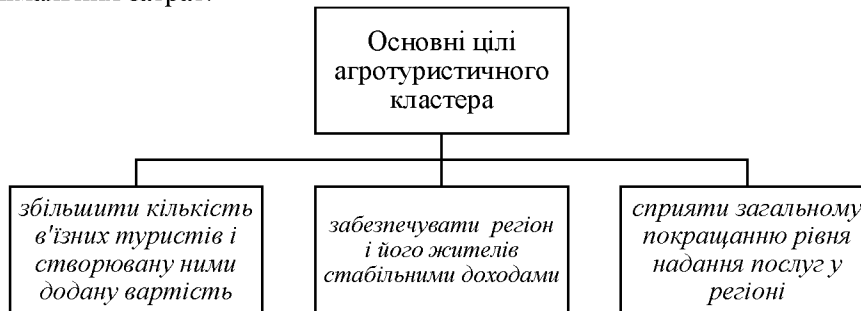 затрат.
Основні цілі
агротуристичного
кластера
збільшити кількість
в'їзних туристів і
створювану ними
додану вартість
забезпечувати регіон
і його жителів
стабільними доходами
сприяти загальному
покращанню рівня
надання послуг у
регіоні